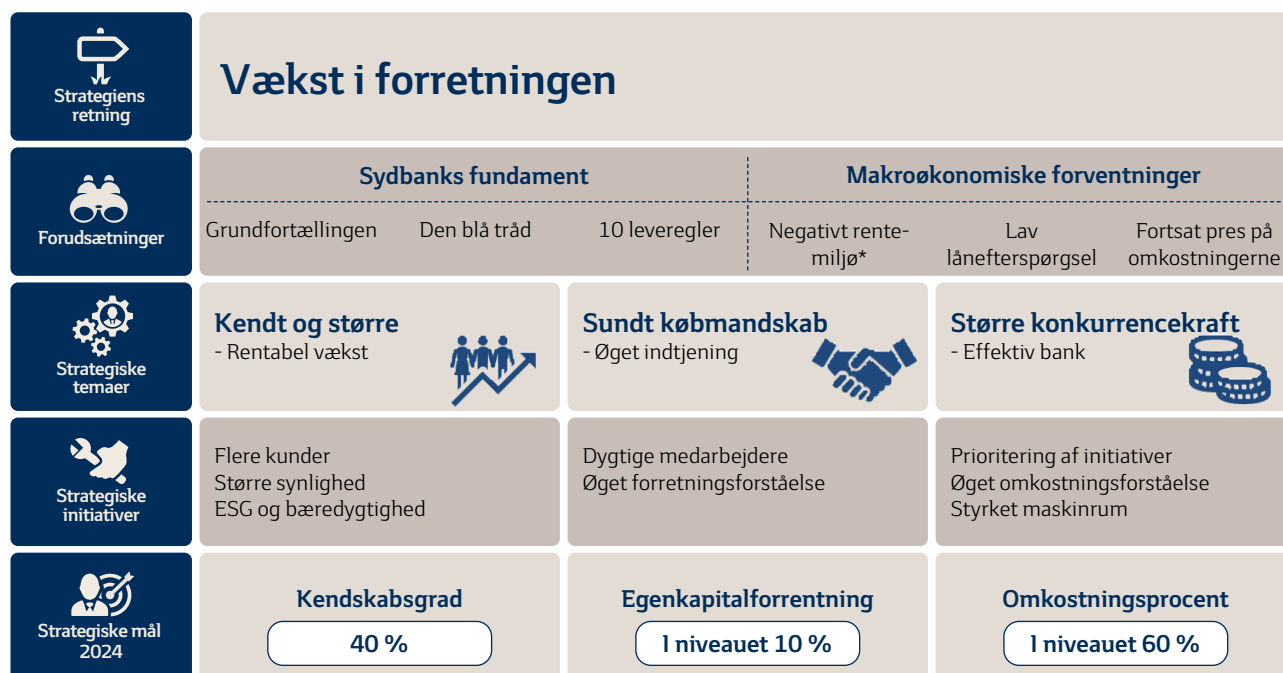 Strategiens
retning
Vækst i forretningen
Forudsætninger
Sydbanks fundament
Makroøkonomiske forventninger
Grundfortællingen
Den blå tråd
10 leveregler
Negativt rente-
miljø*
Lav
låneefterspørgsel
Fortsat pres på
omkostningerne
Strategiske
temaer
Kendt og større
- Rentabel vækst
Sundt købmandskab
- Øget indtjening
Større konkurrencekraft
- Effektiv bank
Strategiske
initiativer
Flere kunder
Større synlighed
ESG og bæredygtighed
Dygtige medarbejdere
Øget forretningsforståelse
Prioritering af initiativer
Øget omkostningsforståelse
Styrket maskinrum
Strategiske mål
2024
Kendskabsgrad
40 %
Egenkapitalforrentning
I niveauet 10 %
Omkostningsprocent
I niveauet 60 %